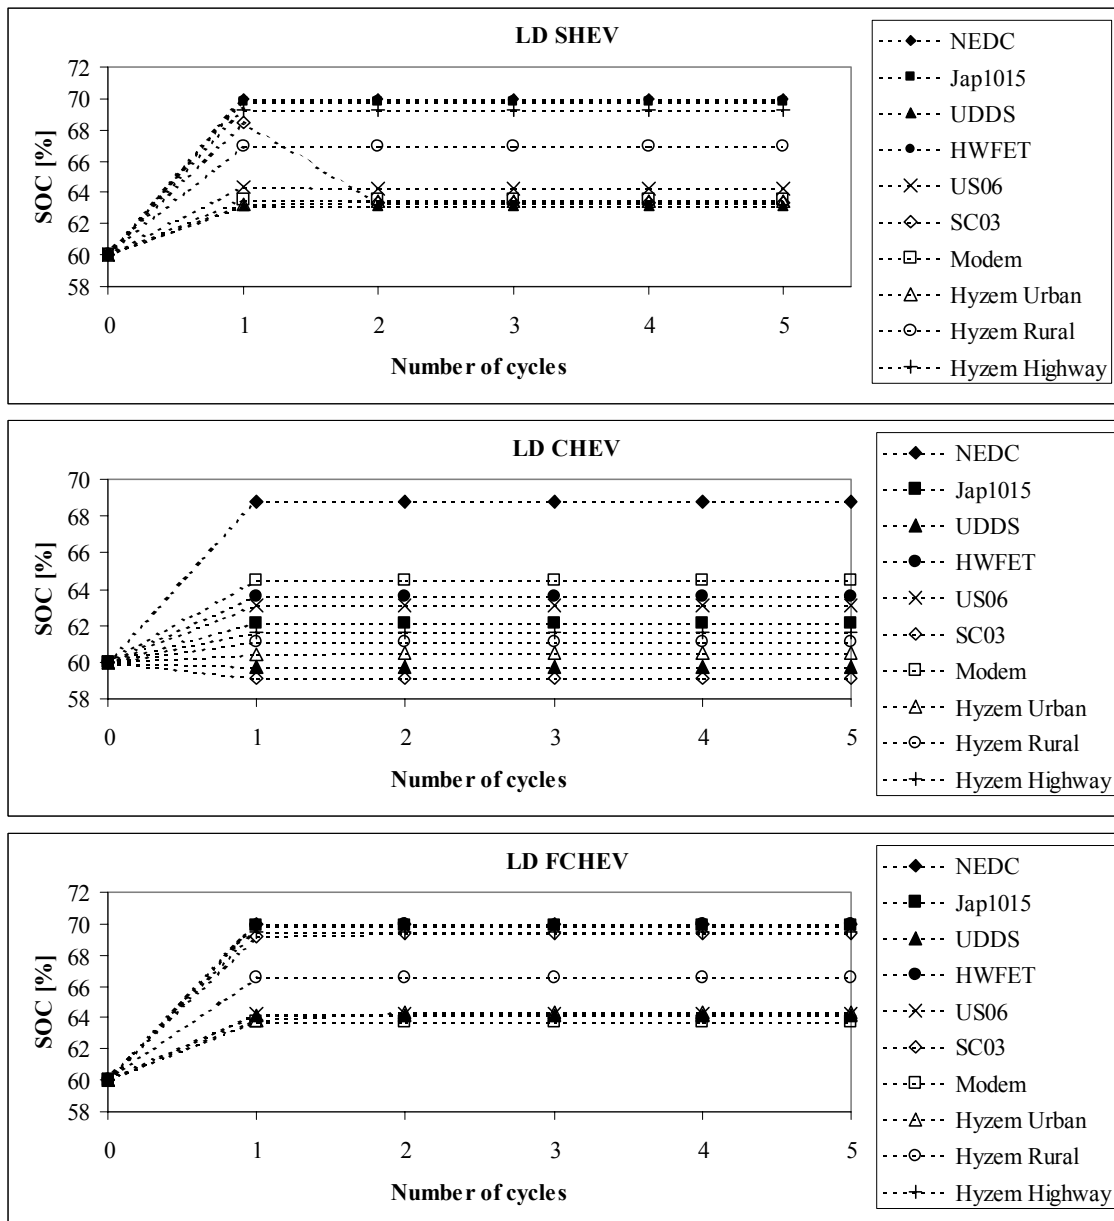 LD SHEV
SOC [%]
72
70
68
66
64
62
60
58
0 1 2 3 4 5
Number of cycles
NEDC
Jap1015
UDDS
HWFET
US06
SC03
Modem
Hyzem Urban
Hyzem Rural
Hyzem Highway
LD CHEV
SOC [%]
70
68
66
64
62
60
58
0 1 2 3 4 5
Number of cycles
NEDC
Jap1015
UDDS
HWFET
US06
SC03
Modem
Hyzem Urban
Hyzem Rural
Hyzem Highway
LD FCHEV
SOC [%]
72
70
68
66
64
62
60
58
0 1 2 3 4 5
Number of cycles
NEDC
Jap1015
UDDS
HWFET
US06
SC03
Modem
Hyzem Urban
Hyzem Rural
Hyzem Highway